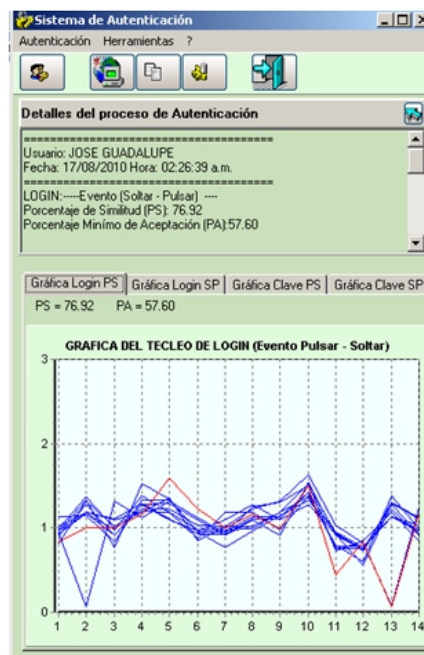 Sistema de Autenticación
Autenticación Herramientas ?
Detalles del proceso de Autenticación
======================================
Usuario: JOSE GUADALUPE
Fecha: 17/08/2010 Hora: 02:26:39 a.m.
======================================
LOGIN:-----Evento (Soltar - Pulsar) ----
Porcentaje de Similitud (PS): 76.92
Porcentaje Minímo de Aceptación (PA):57.60
Gráfica Login PS Gráfica Login SP Gráfica Clave PS Gráfica Clave SP
PS = 76.92 PA = 57.60
GRAFICA DEL TECLEO DE LOGIN (Evento Pulsar - Soltar)
3
2
1
0
1 2 3 4 5 6 7 8 9 10 11 12 13 14